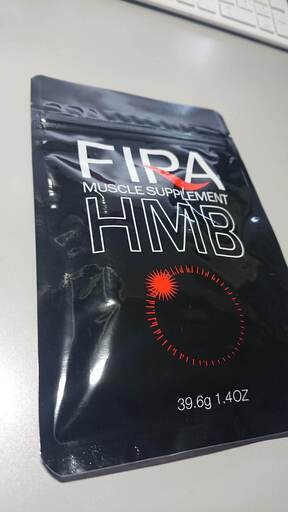 FIRA
MUSCLE SUPPLEMENT
HMB
39.6g 1.4OZ